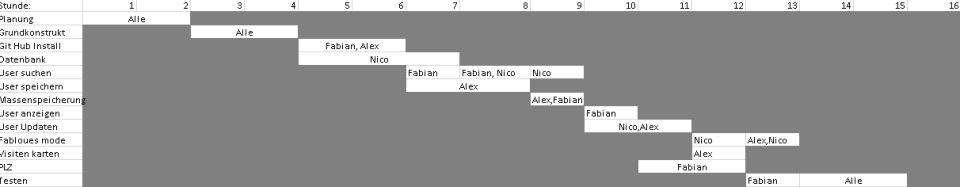 Stunde: 1 2 3 4 5 6 7 8 9 10 11 12 13 14 15 16
Planung Alle
Grundkonstrukt Alle
Git Hub Install Fabian, Alex
Datenbank Nico
User suchen Fabian Fabian, Nico Nico
User speichern Alex
Massenspeicherung Alex,Fabian
User anzeigen Fabian
User Updaten Nico,Alex
Fabloues mode Nico Alex,Nico
Visiten karten Alex
PLZ Fabian
Testen Fabian Alle